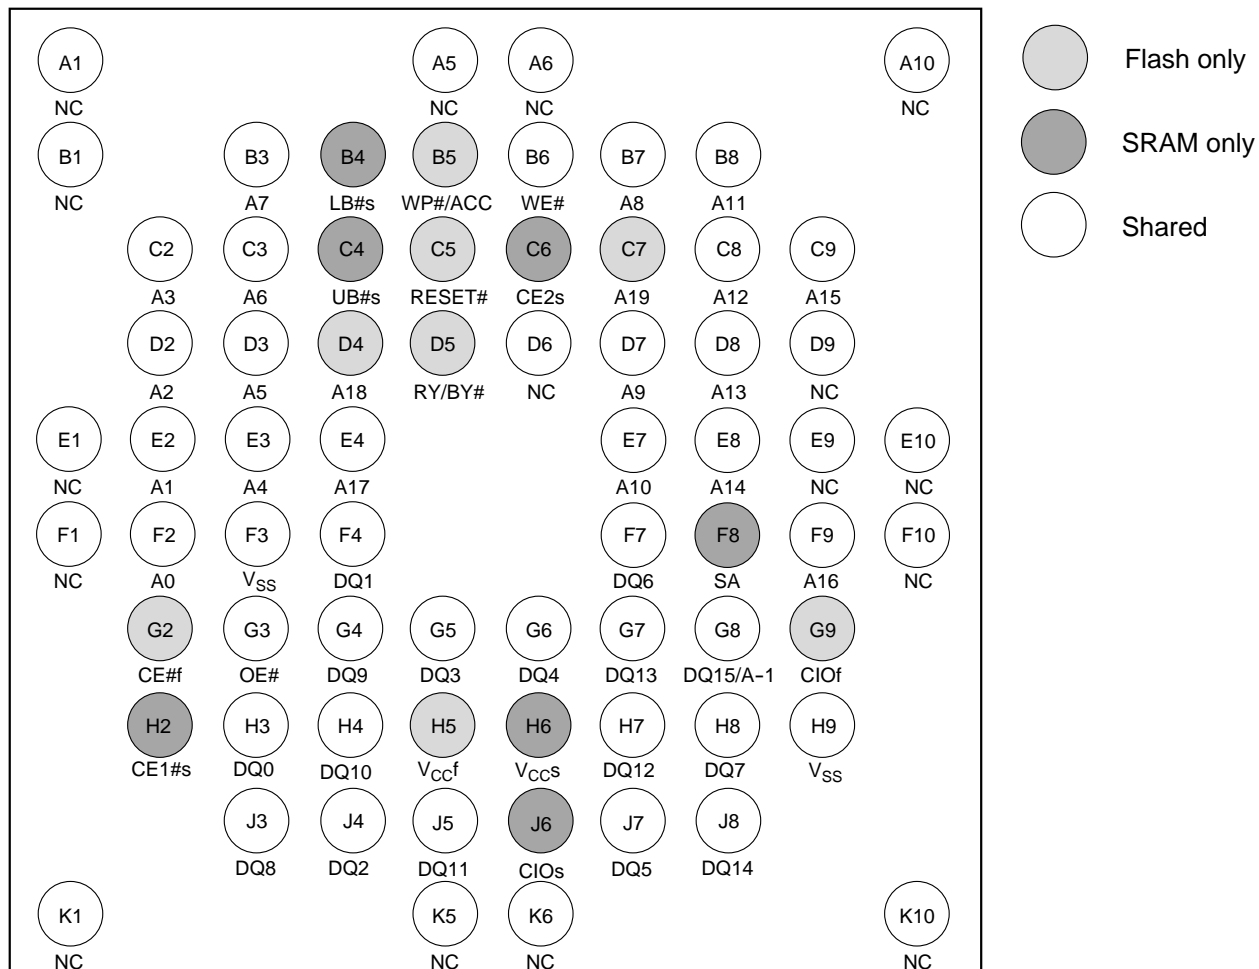 A1 A5 A6 A10 Flash only
NC NC NC NC
B1 B3 B4 B5 B6 B7 B8 SRAM only
NC A7 LB#s WP#/ACC WE# A8 A11
C2 C3 C4 C5 C6 C7 C8 C9 Shared
A3 A6 UB#s RESET# CE2s A19 A12 A15
D2 D3 D4 D5 D6 D7 D8 D9
A2 A5 A18 RY/BY# NC A9 A13 NC
E1 E2 E3 E4 E7 E8 E9 E10
NC A1 A4 A17 A10 A14 NC NC
F1 F2 F3 F4 F7 F8 F9 F10
NC A0 VSS DQ1 DQ6 SA A16 NC
G2 G3 G4 G5 G6 G7 G8 G9
CE#f OE# DQ9 DQ3 DQ4 DQ13 DQ15/A-1 CIOf
H2 H3 H4 H5 H6 H7 H8 H9
CE1#s DQ0 DQ10 VCCf VCCs DQ12 DQ7 VSS
J3 J4 J5 J6 J7 J8
DQ8 DQ2 DQ11 CIOs DQ5 DQ14
K1 K5 K6 K10
NC NC NC NC